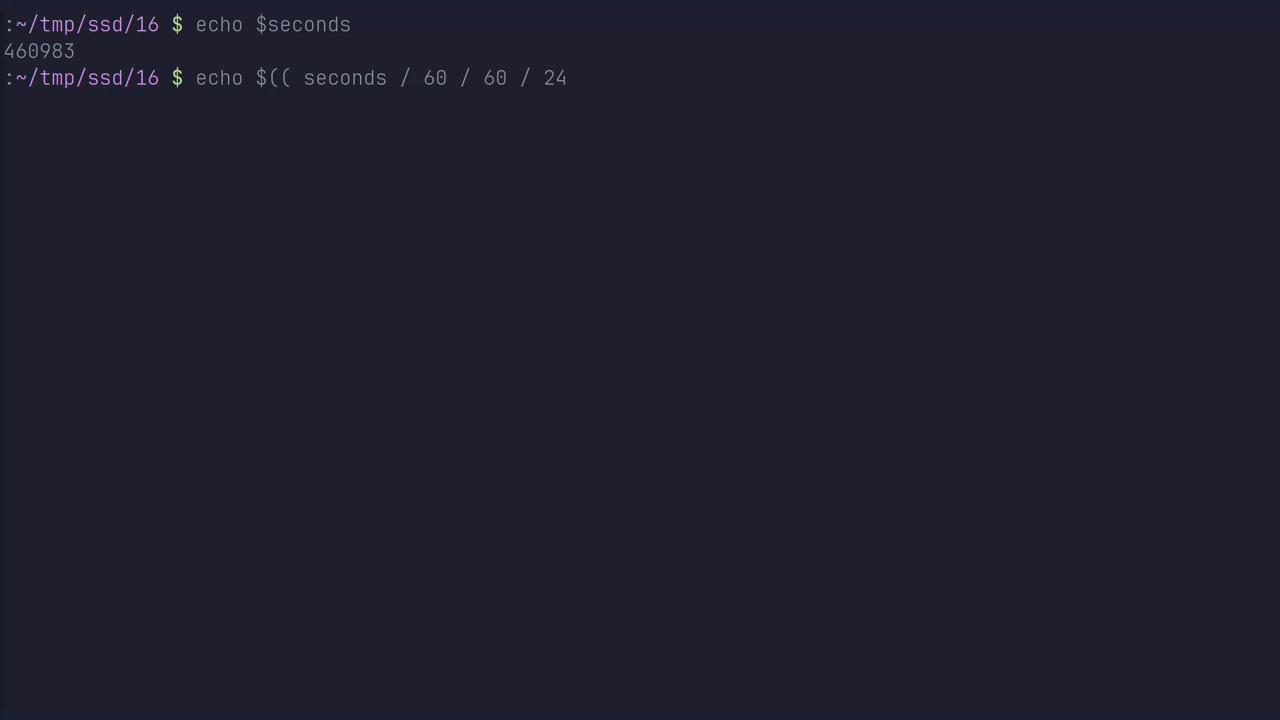 :~/tmp/ssd/16 $ echo $seconds
460983
:~/tmp/ssd/16 $ echo $(( seconds / 60 / 60 / 24